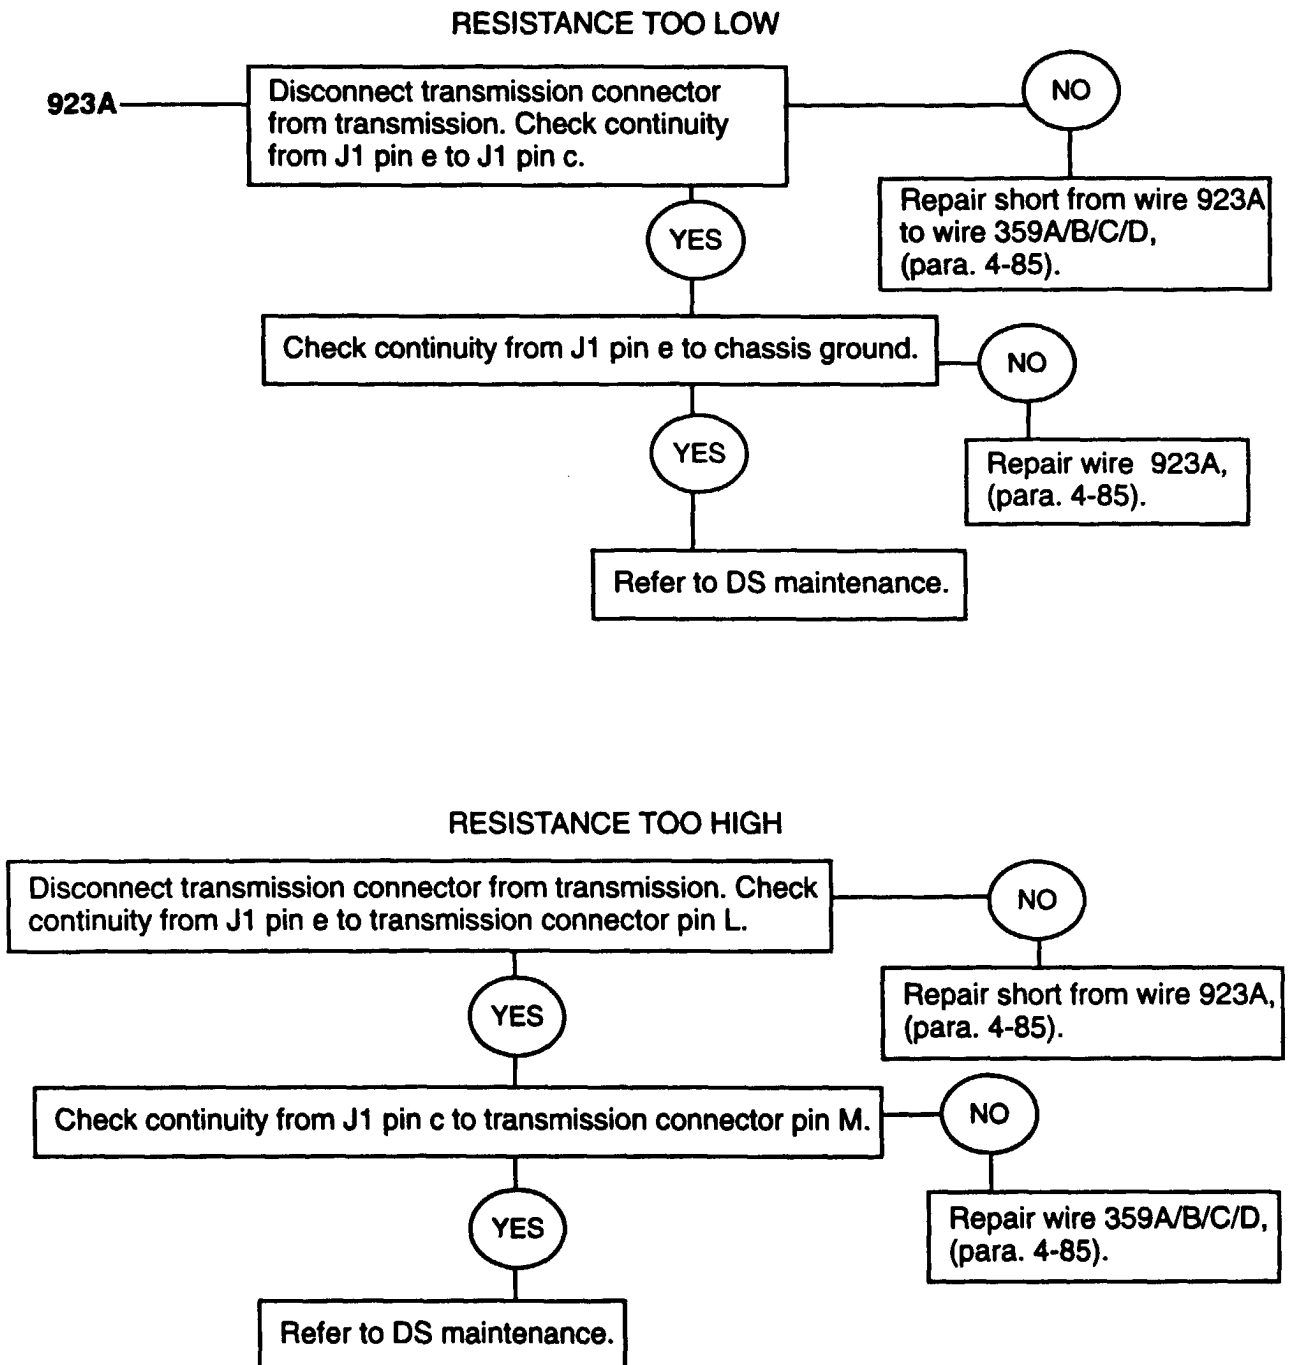 RESISTANCE TOO LOW
923A
Disconnect transmission connector
from transmission. Check continuity
from J1 pin e to J1 pin c.
NO
Repair short from wire 923A
to wire 359A/B/C/D,
(para. 4-85).
YES
Check continuity from J1 pin e to chassis ground.
NO
Repair wire 923A,
(para. 4-85).
YES
Refer to DS maintenance.
RESISTANCE TOO HIGH
Disconnect transmission connector from transmission. Check
continuity from J1 pin e to transmission connector pin L.
NO
Repair short from wire 923A,
(para. 4-85).
YES
Check continuity from J1 pin c to transmission connector pin M.
NO
Repair wire 359A/B/C/D,
(para. 4-85).
YES
Refer to DS maintenance.